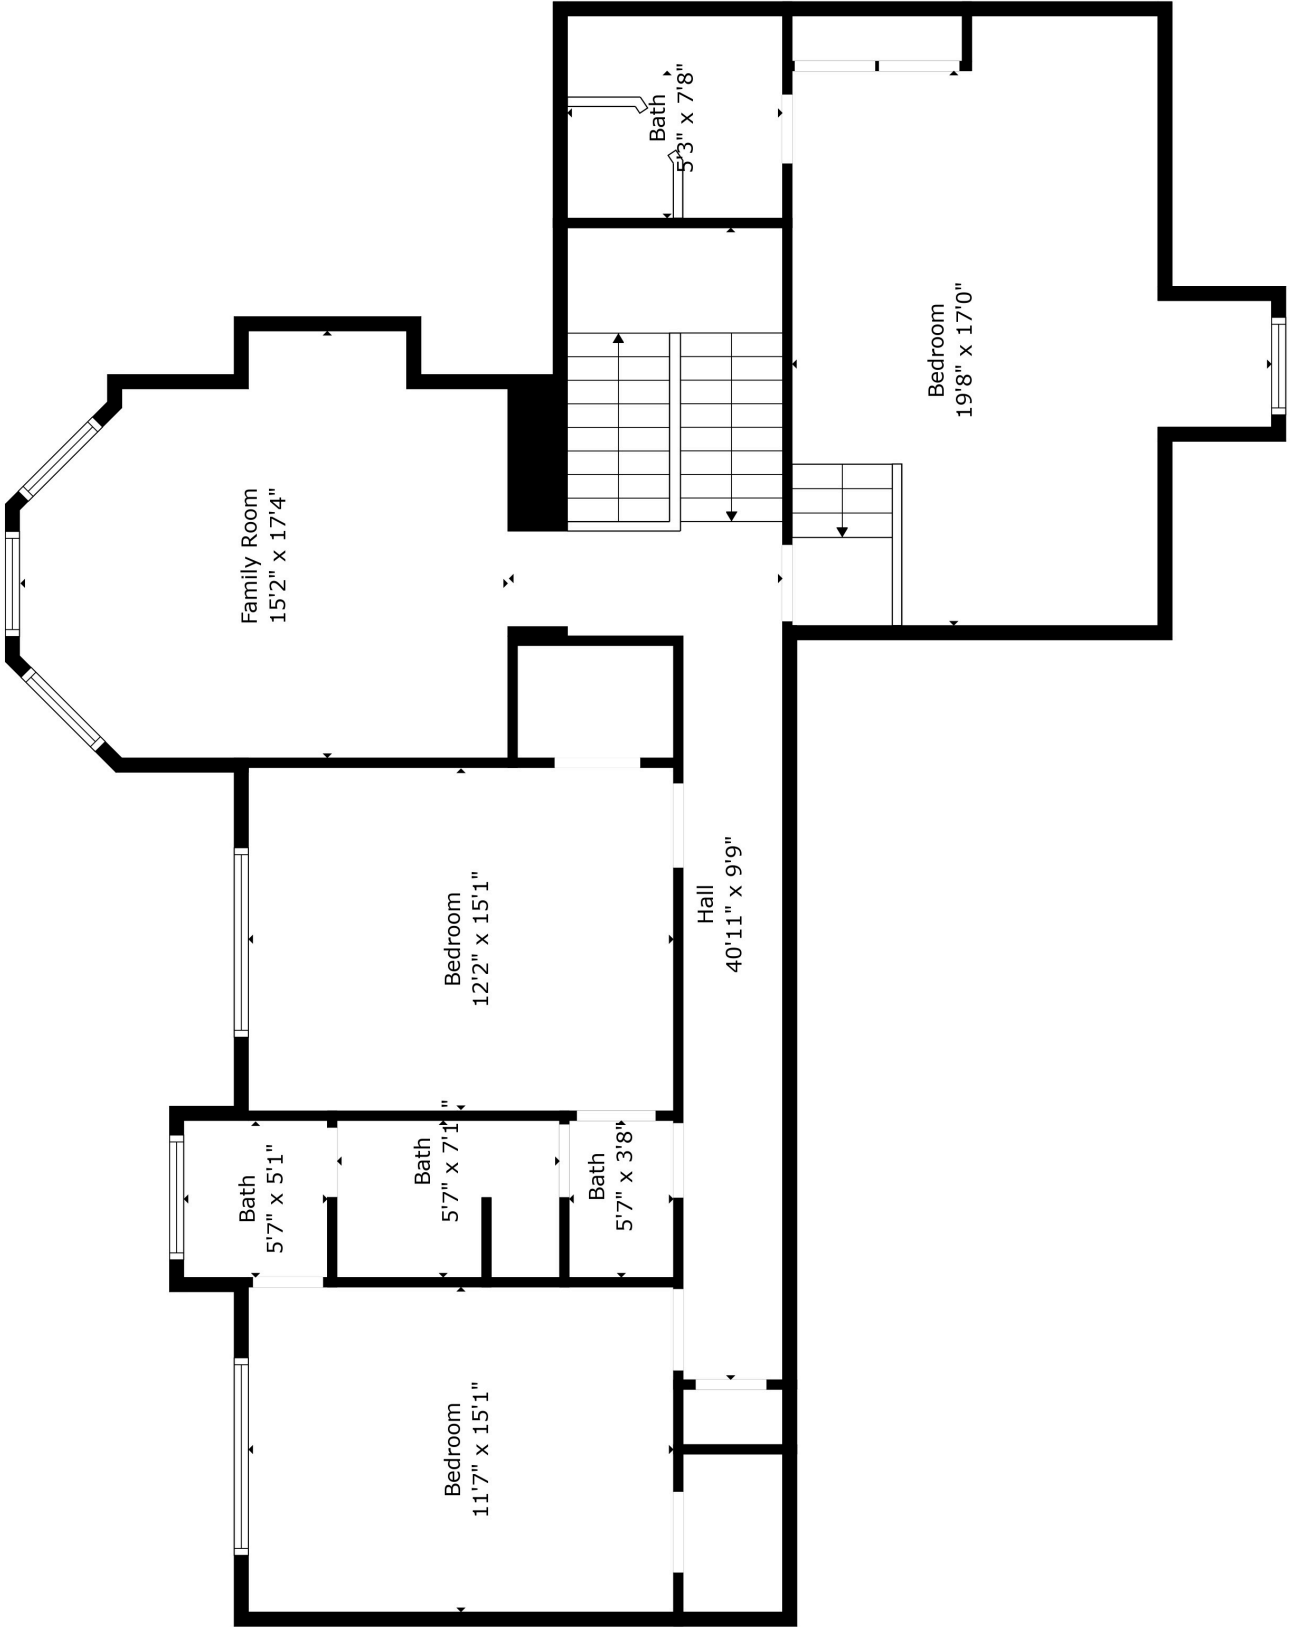 Bath
5'3" x 7'8"
Bedroom
19'8" x 17'0"
Family Room
15'2" x 17'4"
Hall
40'11" x 9'9"
Bedroom
12'2" x 15'1"
Bath
5'7" x 5'1"
Bath
5'7" x 7'1"
Bath
5'7" x 3'8"
Bedroom
11'7" x 15'1"